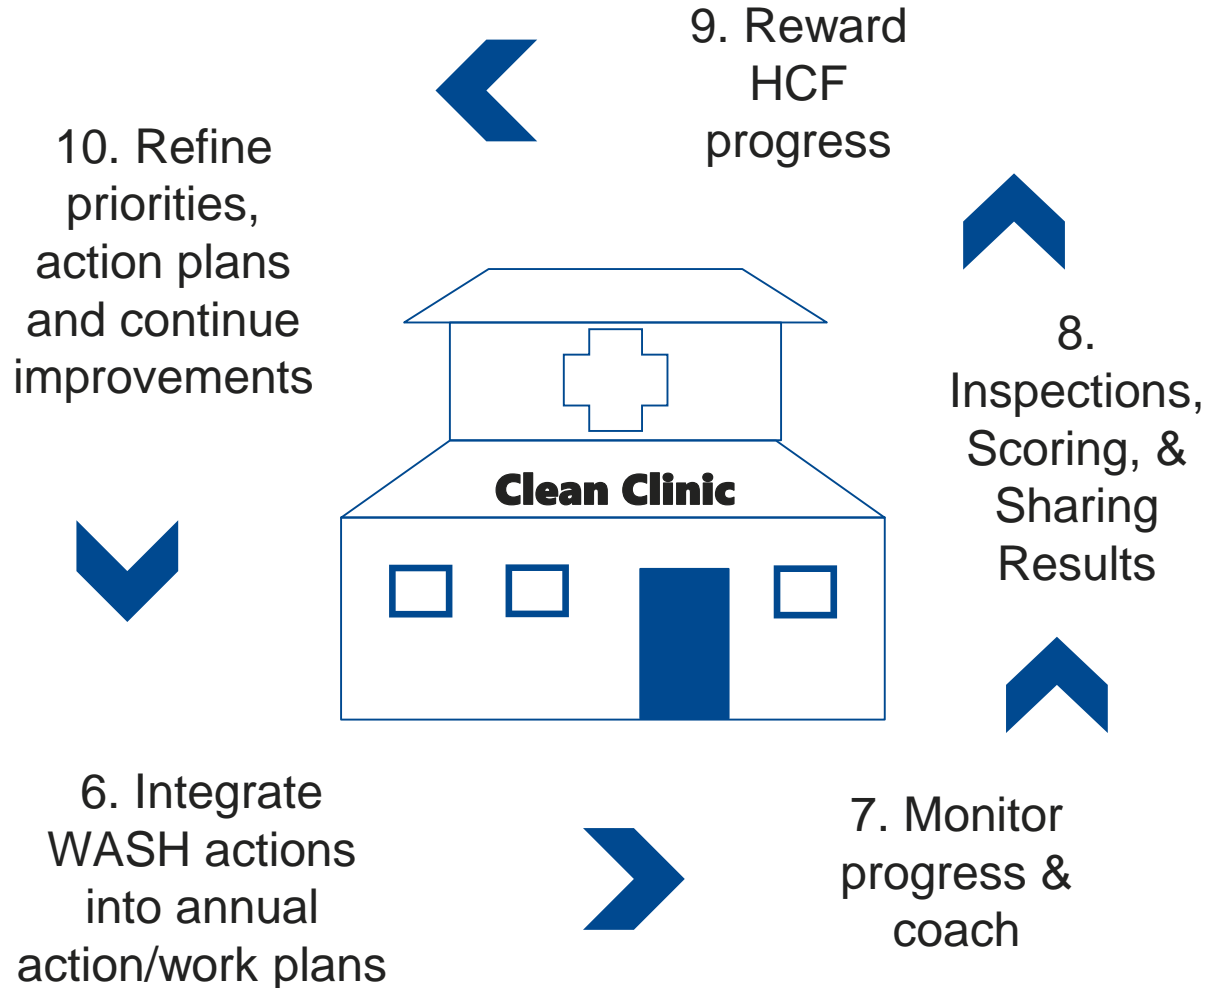 9. Reward
HCF
progress
10. Refine
priorities,
action plans
and continue
improvements
8.
Inspections,
Scoring, &
Sharing
Results
Clean Clinic
6. Integrate
WASH actions
into annual
action/work plans
7. Monitor
progress &
coach